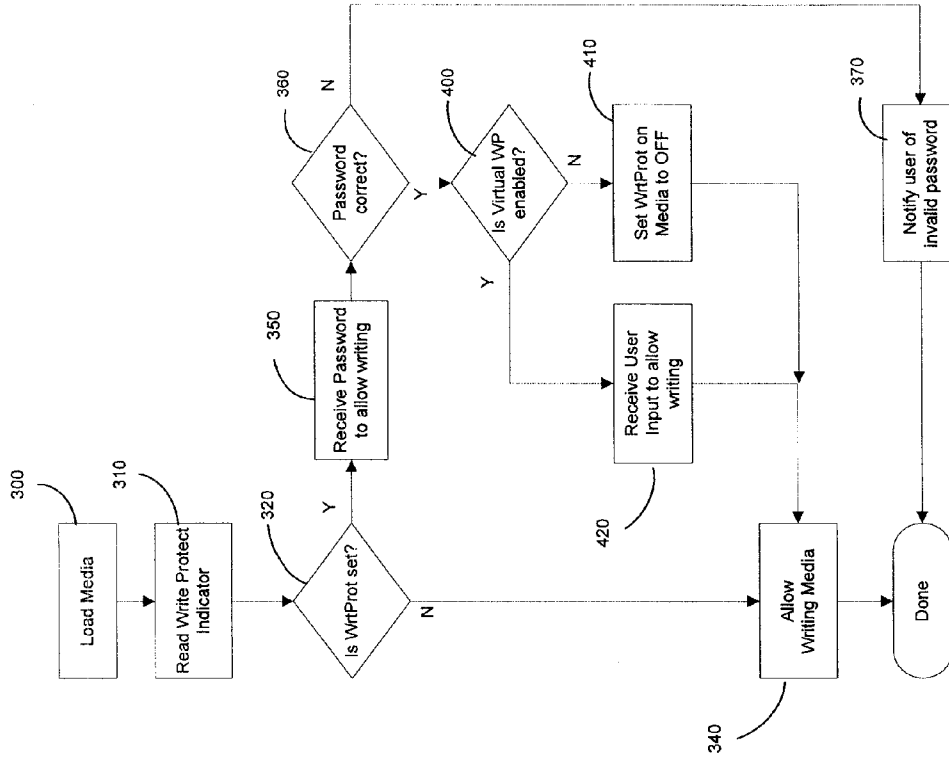 300
Load Media
310
Read Write Protect
Indicator
320
Is WrtProt set?
Y
N
350
Receive Password
to allow writing
360
Password
correct?
N
Y
400
Is Virtual WP
enabled?
Y
N
410
Set WrtProt on
Media to OFF
Receive User
Input to allow
writing
420
370
Notify user of
invalid password
Allow
Writing Media
340
Done